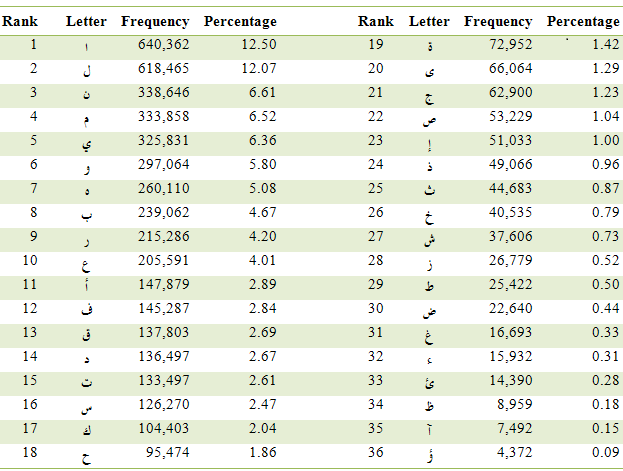 Rank Letter Frequency Percentage Rank Letter Frequency Percentage
1 ا 640,362 12.50 19 ة 72,952 1.42
2 ل 618,465 12.07 20 ى 66,064 1.29
3 ن 338,646 6.61 21 ج 62,900 1.23
4 م 333,858 6.52 22 ص 53,229 1.04
5 ي 325,831 6.36 23 إ 51,033 1.00
6 و 297,064 5.80 24 ذ 49,066 0.96
7 ه 260,110 5.08 25 ث 44,683 0.87
8 ب 239,062 4.67 26 خ 40,535 0.79
9 ر 215,286 4.20 27 ش 37,606 0.73
10 ع 205,591 4.01 28 ز 26,779 0.52
11 أ 147,879 2.89 29 ط 25,422 0.50
12 ف 145,287 2.84 30 ض 22,640 0.44
13 ق 137,803 2.69 31 غ 16,693 0.33
14 د 136,497 2.67 32 ء 15,932 0.31
15 ت 133,497 2.61 33 ئ 14,390 0.28
16 س 126,270 2.47 34 ظ 8,959 0.18
17 ك 104,403 2.04 35 آ 7,492 0.15
18 ح 95,474 1.86 36 ؤ 4,372 0.09